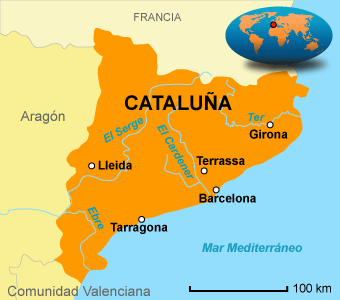 FRANCIA
CATALUÑA
Aragón
El Serge
Ter
Girona
El Cardener
Lleida
Terrassa
Barcelona
Ebre
Tarragona
Mar Mediterráneo
Comunidad Valenciana
100 km